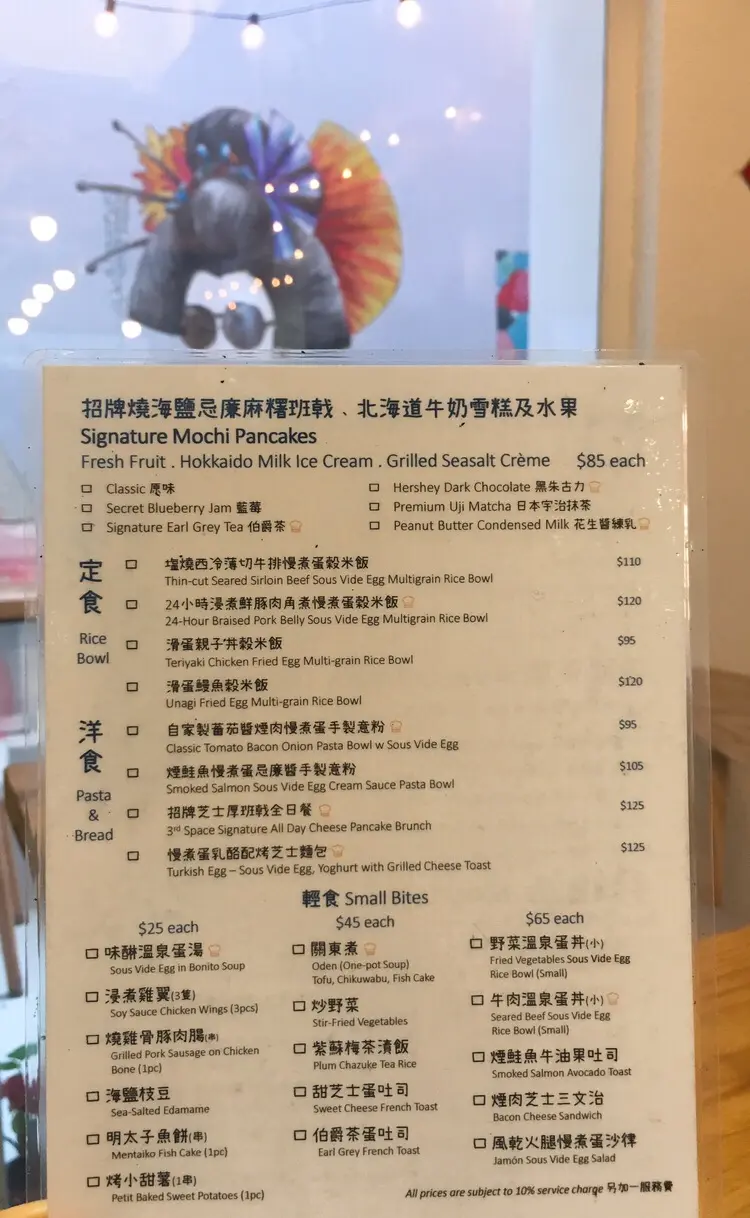 招牌燒海鹽忌廉麻糬班戟、北海道牛奶雪糕及水果
Signature Mochi Pancakes
Fresh Fruit . Hokkaido Milk Ice Cream . Grilled Seasalt Crème $85 each
Classic 原味
Hershey Dark Chocolate 黑朱古力
Secret Blueberry Jam 藍莓
Premium Uji Matcha 日本宇治抹茶
Signature Earl Grey Tea 伯爵茶
Peanut Butter Condensed Milk 花生醬練乳
定食
Rice Bowl
塩燒西冷薄切牛排慢煮蛋穀米飯 $110
Thin-cut Seared Sirloin Beef Sous Vide Egg Multigrain Rice Bowl
24小時浸煮鮮豚肉角煮慢煮蛋穀米飯 $120
24-Hour Braised Pork Belly Sous Vide Egg Multigrain Rice Bowl
滑蛋親子丼穀米飯 $95
Teriyaki Chicken Fried Egg Multi-grain Rice Bowl
滑蛋鰻魚穀米飯 $120
Unagi Fried Egg Multi-grain Rice Bowl
洋食
Pasta & Bread
自家製蕃茄醬煙肉慢煮蛋手製意粉 $95
Classic Tomato Bacon Onion Pasta Bowl w Sous Vide Egg
煙鮭魚慢煮蛋忌廉醬手製意粉 $105
Smoked Salmon Sous Vide Egg Cream Sauce Pasta Bowl
招牌芝士厚班戟全日餐 $125
3rd Space Signature All Day Cheese Pancake Brunch
慢煮蛋乳酪配烤芝士麵包 $125
Turkish Egg – Sous Vide Egg, Yoghurt with Grilled Cheese Toast
輕食 Small Bites
$25 each
味醂溫泉蛋湯
Sous Vide Egg in Bonito Soup
浸煮雞翼(3隻)
Soy Sauce Chicken Wings (3pcs)
燒雞骨豚肉腸(串)
Grilled Pork Sausage on Chicken
Bone (1pc)
海鹽枝豆
Sea-Salted Edamame
明太子魚餅(串)
Mentaiko Fish Cake (1pc)
烤小甜薯(1串)
Petit Baked Sweet Potatoes (1pc)
$45 each
關東煮
Oden (One-pot Soup)
Tofu, Chikuwabu, Fish Cake
炒野菜
Stir-Fried Vegetables
紫蘇梅茶漬飯
Plum Chazuke Tea Rice
甜芝士蛋吐司
Sweet Cheese French Toast
伯爵茶蛋吐司
Earl Grey French Toast
$65 each
野菜溫泉蛋丼(小)
Fried Vegetables Sous Vide Egg
Rice Bowl (Small)
牛肉溫泉蛋丼(小)
Seared Beef Sous Vide Egg
Rice Bowl (Small)
煙鮭魚牛油果吐司
Smoked Salmon Avocado Toast
煙肉芝士三文治
Bacon Cheese Sandwich
風乾火腿慢煮蛋沙律
Jamón Sous Vide Egg Salad
All prices are subject to 10% service charge 另加一服務費